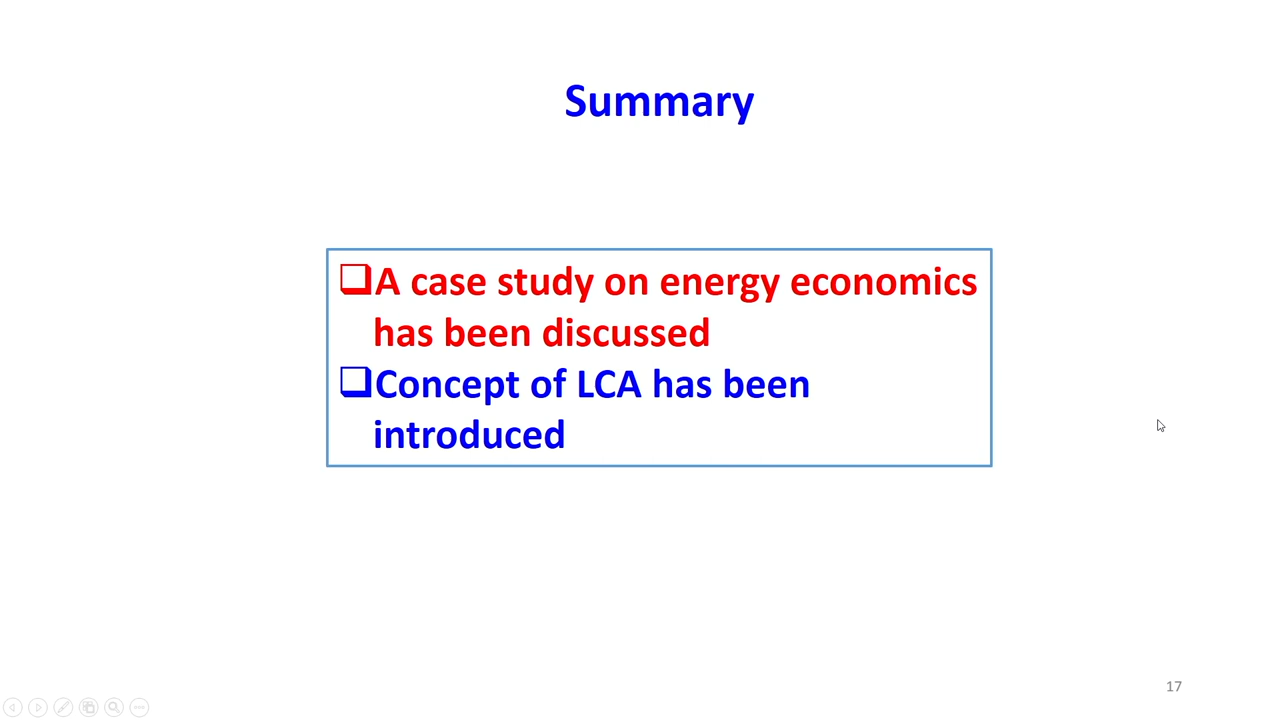 Summary
❑A case study on energy economics
has been discussed
❑Concept of LCA has been
introduced
17